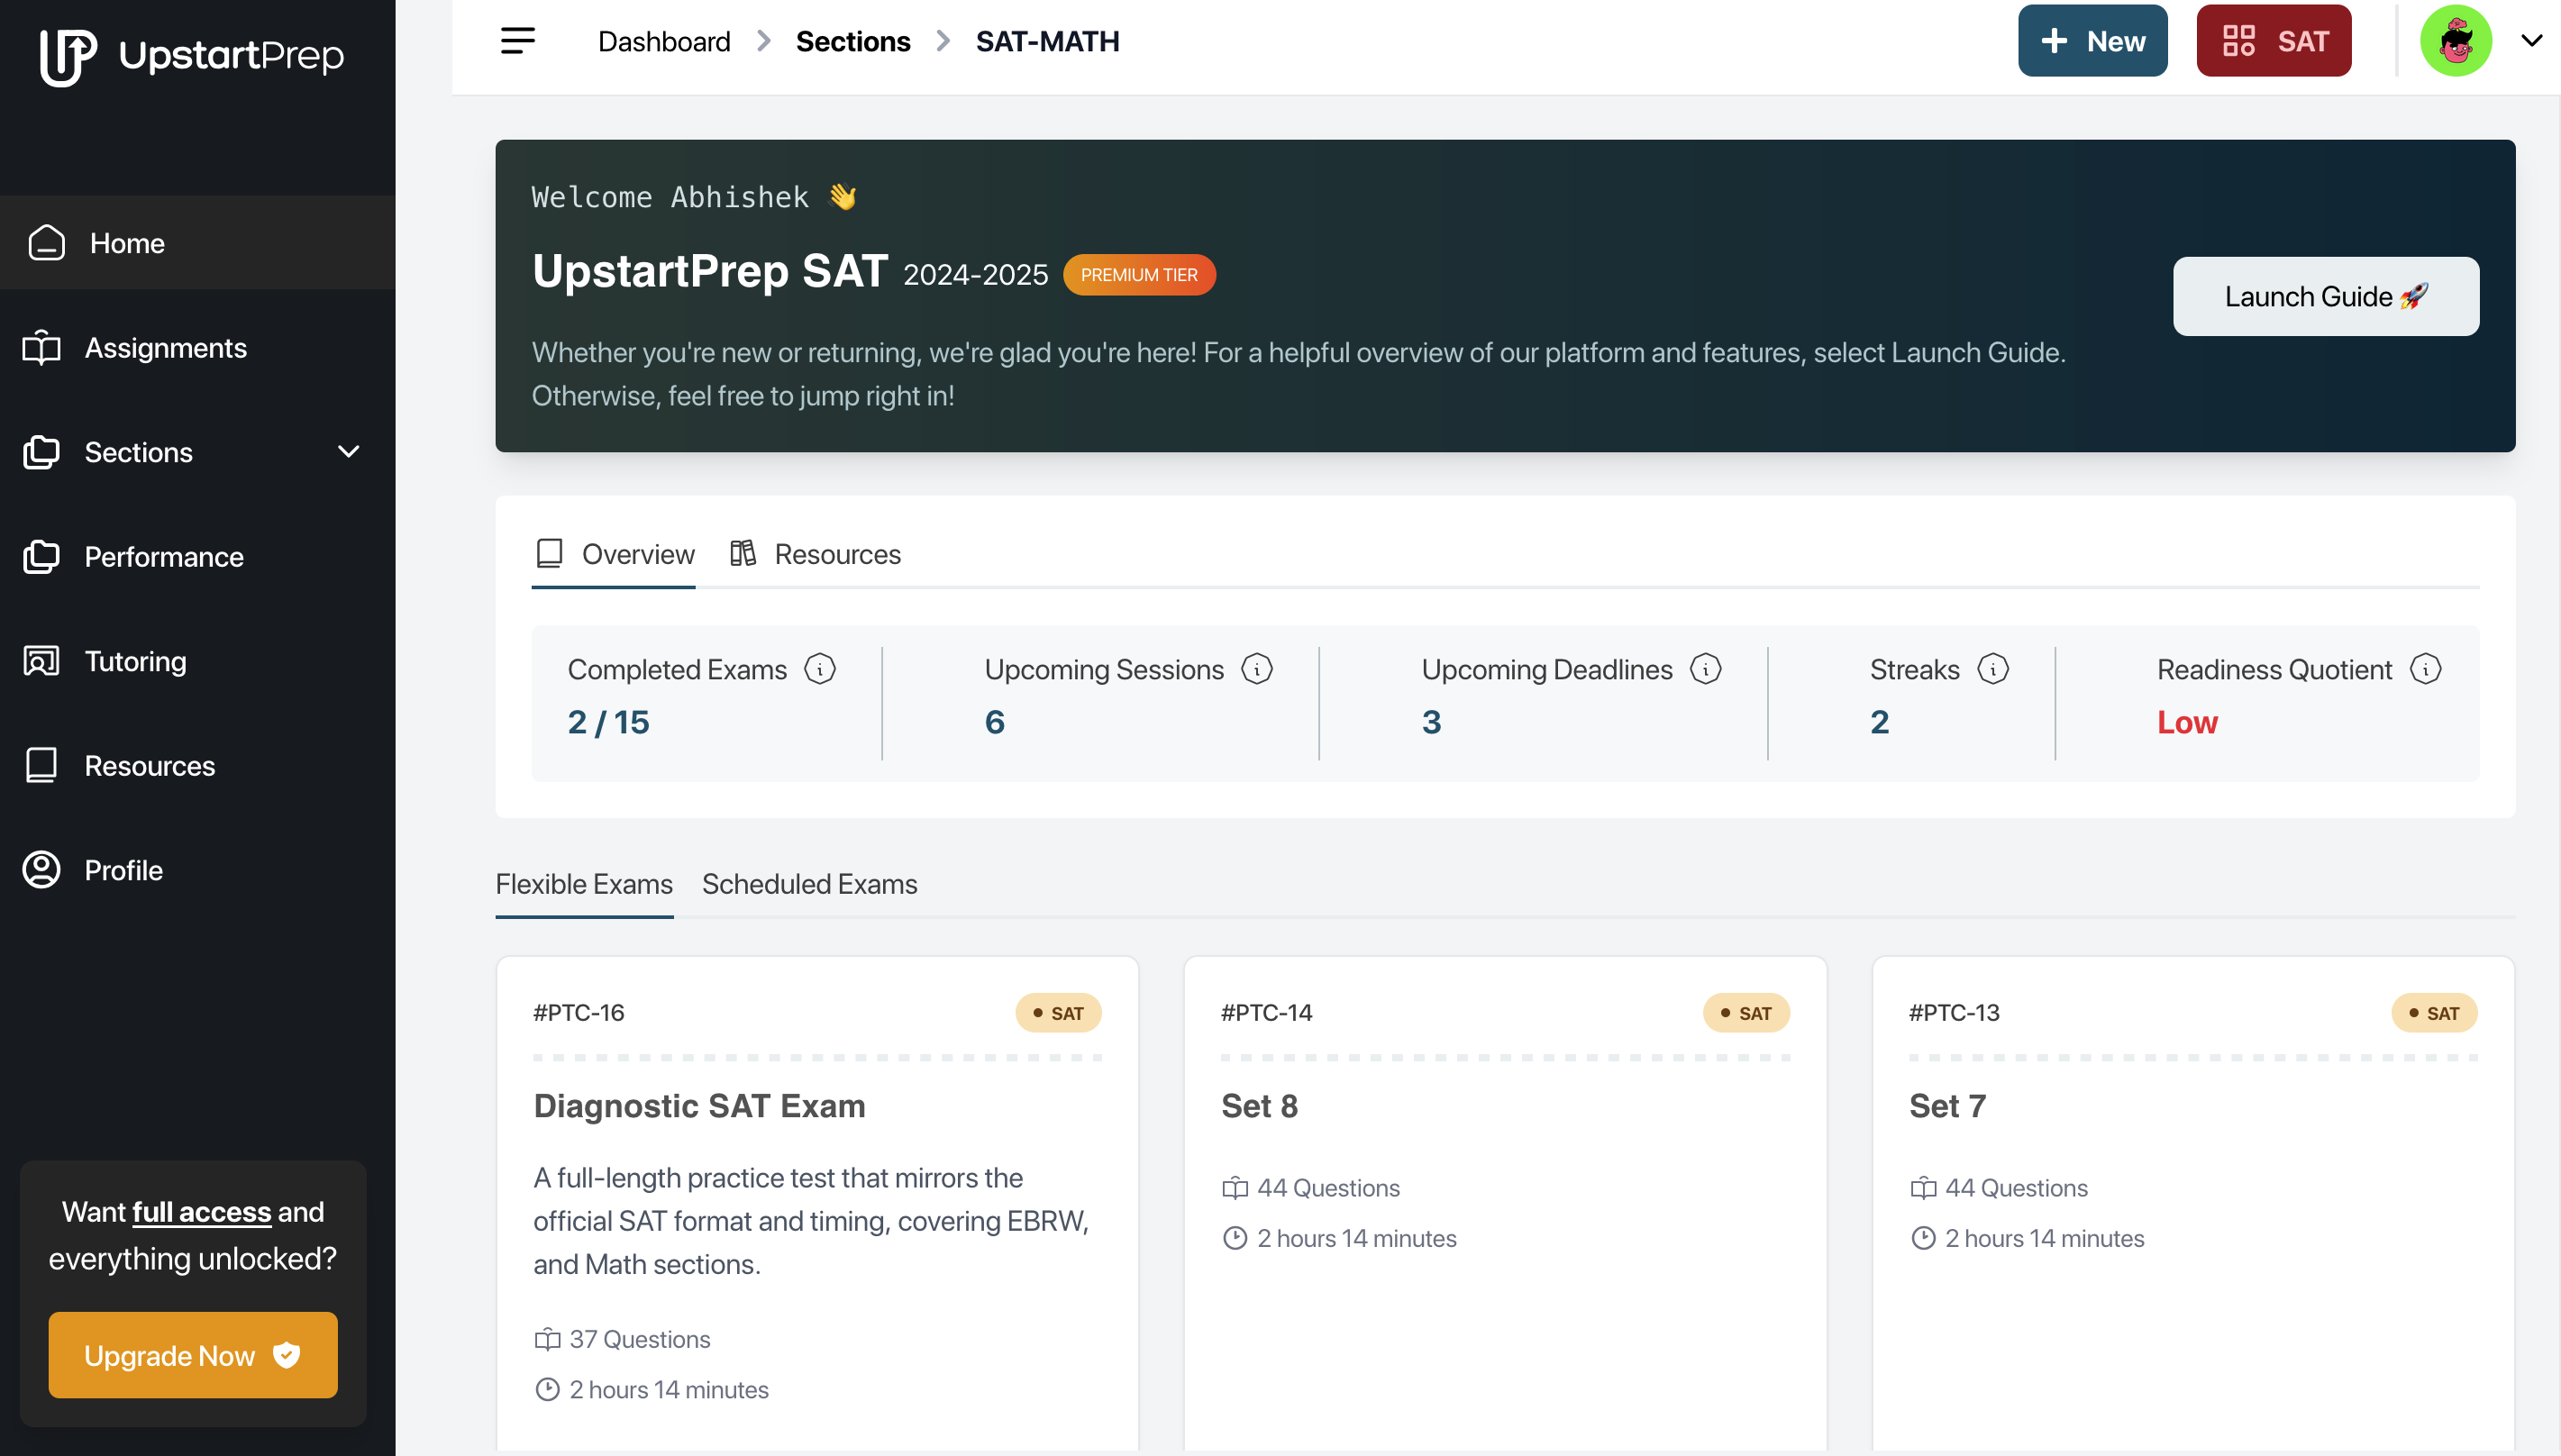 UpstartPrep
Home
Assignments
Sections
Performance
Tutoring
Resources
Profile
Want full access and
everything unlocked?
Upgrade Now
Dashboard > Sections > SAT-MATH
+ New
SAT
Welcome Abhishek 👋
UpstartPrep SAT 2024-2025 PREMIUM TIER
Whether you're new or returning, we're glad you're here! For a helpful overview of our platform and features, select Launch Guide.
Otherwise, feel free to jump right in!
Launch Guide 🚀
Overview Resources
Completed Exams
2 / 15
Upcoming Sessions
6
Upcoming Deadlines
3
Streaks
2
Readiness Quotient
Low
Flexible Exams Scheduled Exams
#PTC-16 SAT
Diagnostic SAT Exam
A full-length practice test that mirrors the
official SAT format and timing, covering EBRW,
and Math sections.
37 Questions
2 hours 14 minutes
#PTC-14 SAT
Set 8
44 Questions
2 hours 14 minutes
#PTC-13 SAT
Set 7
44 Questions
2 hours 14 minutes